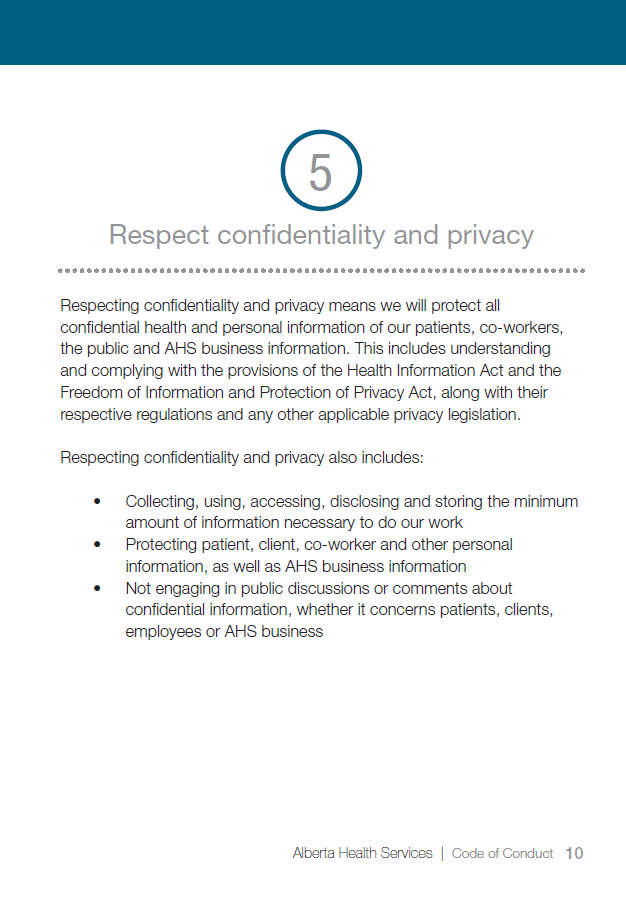 5
Respect confidentiality and privacy
Respecting confidentiality and privacy means we will protect all
confidential health and personal information of our patients, co-workers,
the public and AHS business information. This includes understanding
and complying with the provisions of the Health Information Act and the
Freedom of Information and Protection of Privacy Act, along with their
respective regulations and any other applicable privacy legislation.
Respecting confidentiality and privacy also includes:
• Collecting, using, accessing, disclosing and storing the minimum
amount of information necessary to do our work
• Protecting patient, client, co-worker and other personal
information, as well as AHS business information
• Not engaging in public discussions or comments about
confidential information, whether it concerns patients, clients,
employees or AHS business
Alberta Health Services | Code of Conduct 10